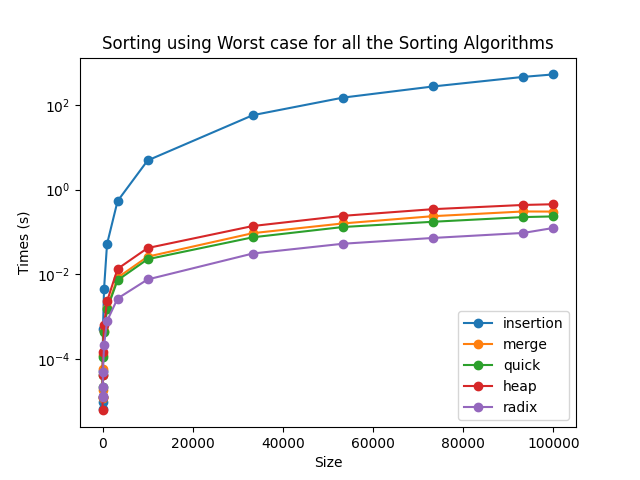 Sorting using Worst case for all the Sorting Algorithms
Times (s)
10²
10⁰
10⁻²
10⁻⁴
insertion
merge
quick
heap
radix
0 20000 40000 60000 80000 100000
Size